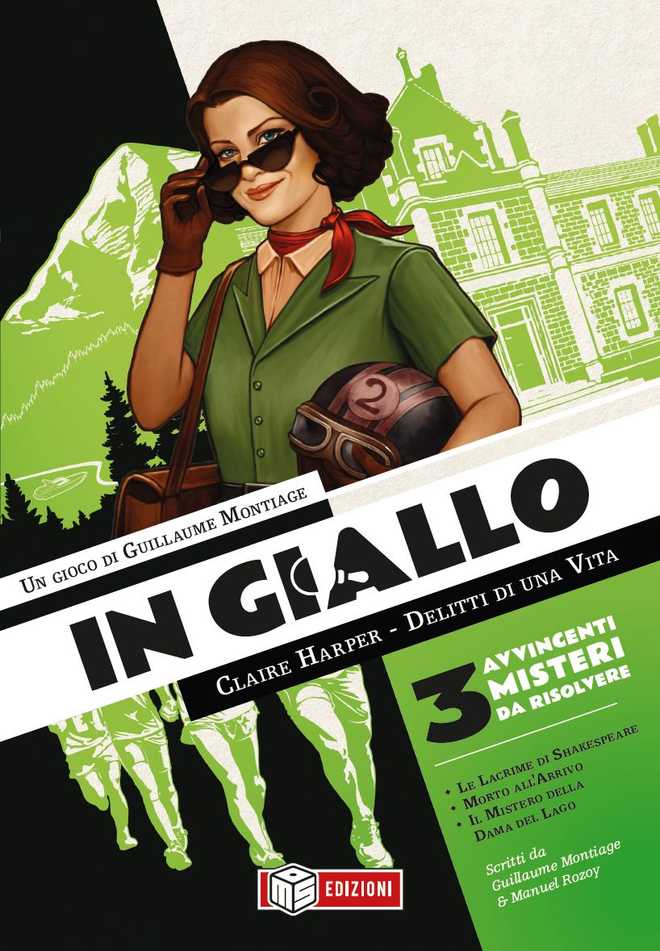 2
Un gioco di Guillaume Montiage
IN GIALLO
Claire Harper - Delitti di una Vita
3 AVVINCENTI
MISTERI
DA RISOLVERE
• Le Lacrime di Shakespeare
• Morto all'Arrivo
• Il Mistero della
Dama del Lago
Scritti da
Guillaume Montiage
& Manuel Rozoy
MS EDIZIONI